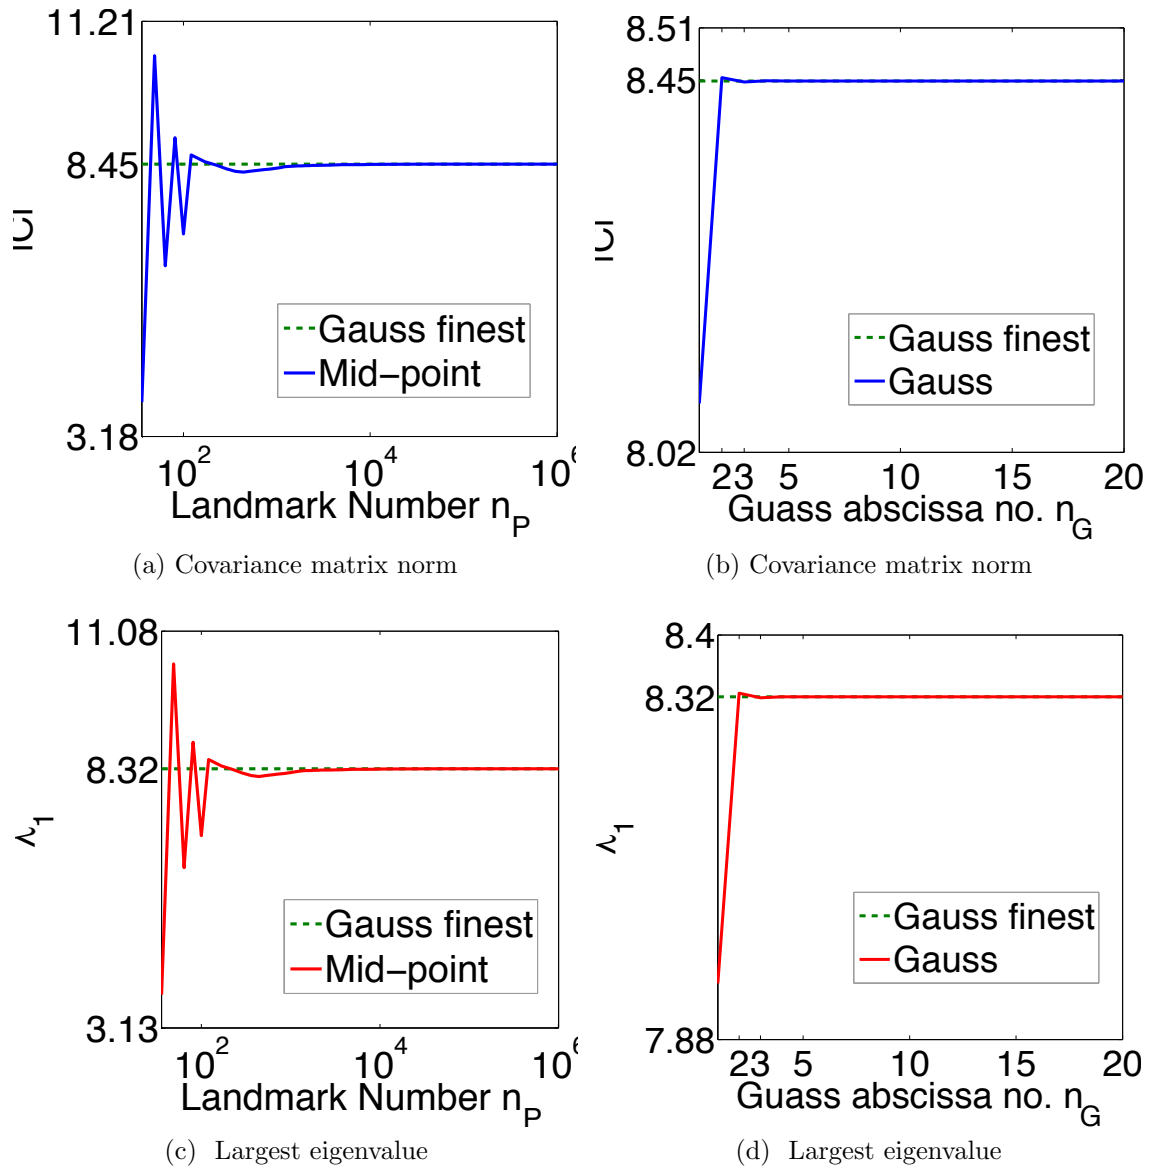 11.21
8.45
3.18
|C|
10^2
10^4
10^6
Landmark Number n_P
Gauss finest
Mid-point
(a) Covariance matrix norm
8.51
8.45
8.02
|C|
2 3 5 10 15 20
Guass abscissa no. n_G
Gauss finest
Gauss
(b) Covariance matrix norm
11.08
8.32
3.13
λ_1
10^2
10^4
10^6
Landmark Number n_P
Gauss finest
Mid-point
(c) Largest eigenvalue
8.4
8.32
7.88
λ_1
2 3 5 10 15 20
Guass abscissa no. n_G
Gauss finest
Gauss
(d) Largest eigenvalue